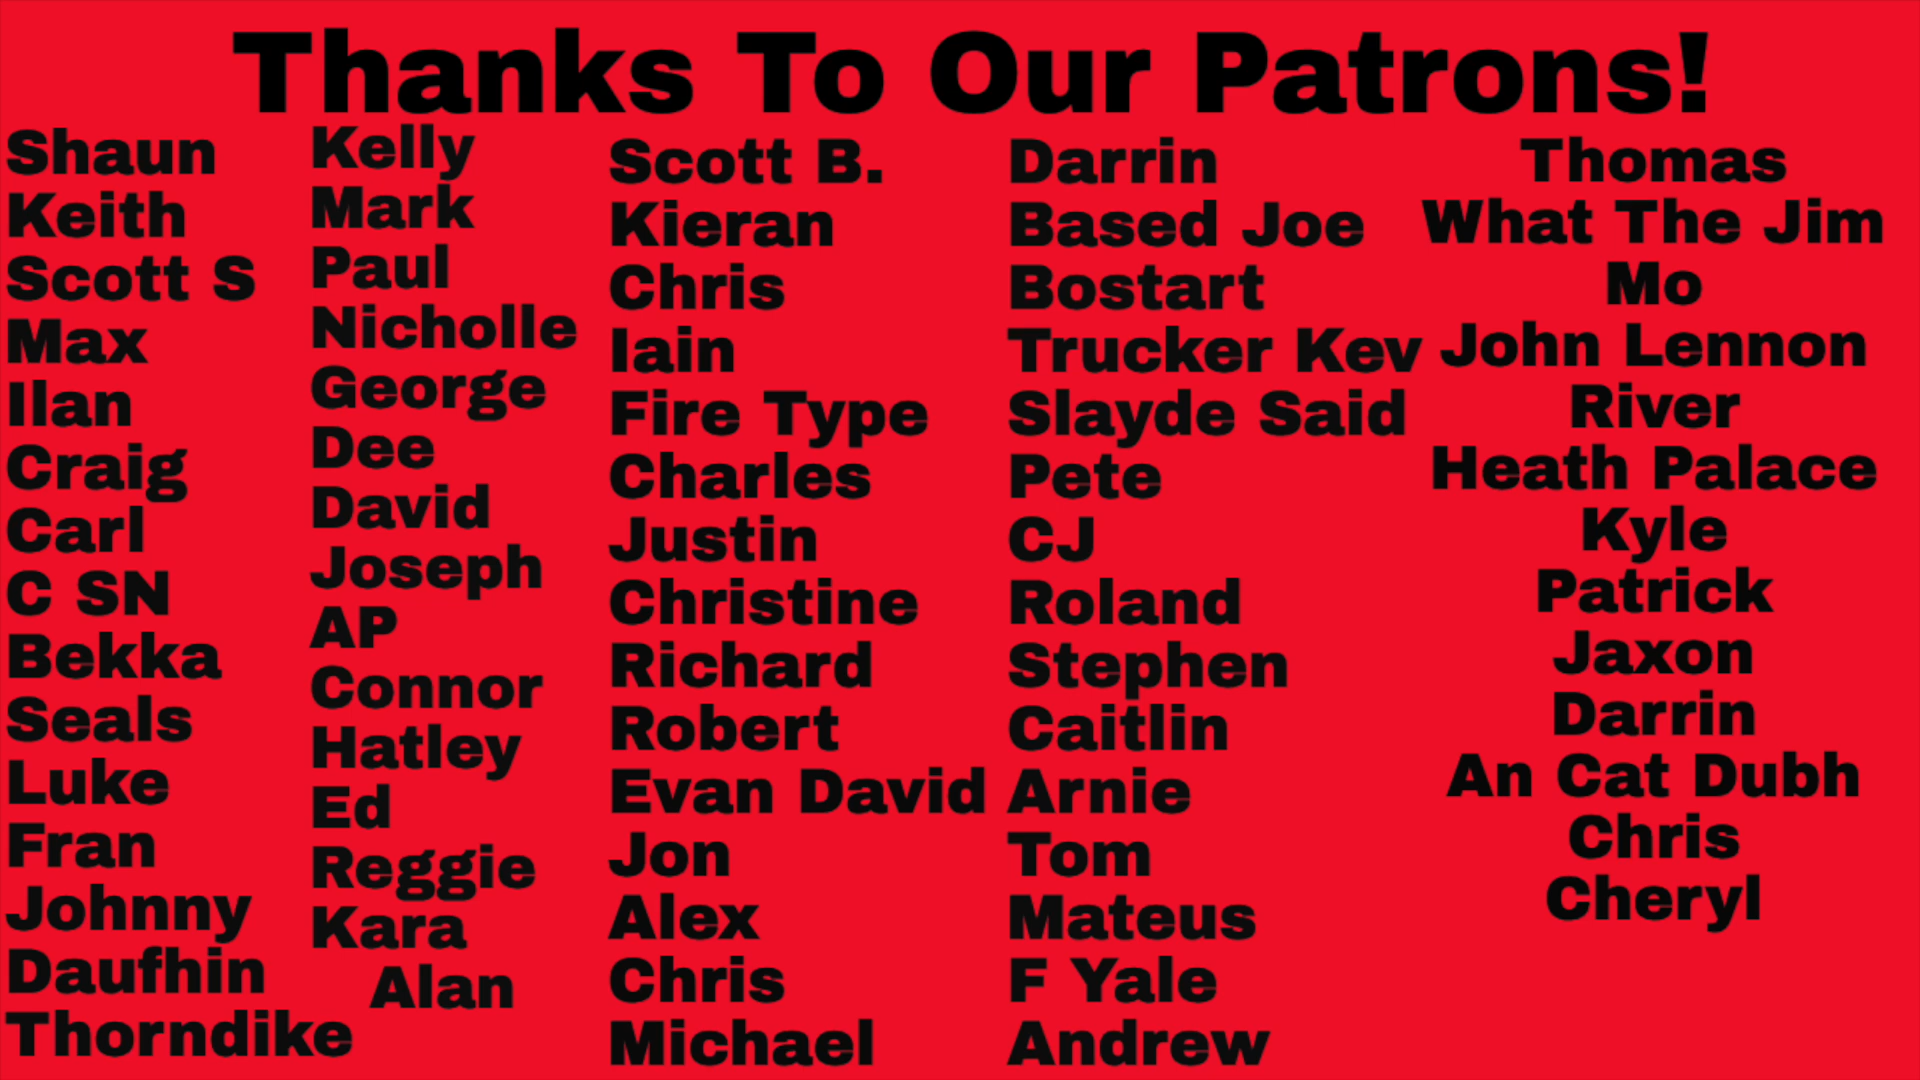 Thanks To Our Patrons!
Shaun
Keith
Scott S
Max
Ilan
Craig
Carl
C SN
Bekka
Seals
Luke
Fran
Johnny
Daufhin
Thorndike
Kelly
Mark
Paul
Nicholle
George
Dee
David
Joseph
AP
Connor
Hatley
Ed
Reggie
Kara
Alan
Scott B.
Kieran
Chris
Iain
Fire Type
Charles
Justin
Christine
Richard
Robert
Evan David
Jon
Alex
Chris
Michael
Darrin
Based Joe
Bostart
Trucker Kev
Slayde Said
Pete
CJ
Roland
Stephen
Caitlin
Arnie
Tom
Mateus
F Yale
Andrew
Thomas
What The Jim
Mo
John Lennon
River
Heath Palace
Kyle
Patrick
Jaxon
Darrin
An Cat Dubh
Chris
Cheryl